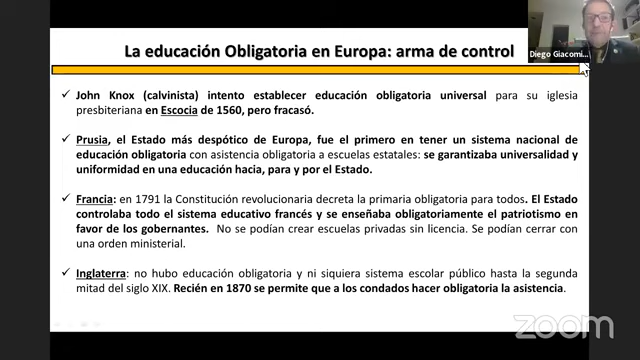 Diego Giacomi...
La educación Obligatoria en Europa: arma de control
✓ John Knox (calvinista) intento establecer educación obligatoria universal para su iglesia
presbiteriana en Escocia de 1560, pero fracasó.
✓ Prusia, el Estado más despótico de Europa, fue el primero en tener un sistema nacional de
educación obligatoria con asistencia obligatoria a escuelas estatales: se garantizaba universalidad y
uniformidad en una educación hacia, para y por el Estado.
✓ Francia: en 1791 la Constitución revolucionaria decreta la primaria obligatoria para todos. El Estado
controlaba todo el sistema educativo francés y se enseñaba obligatoriamente el patriotismo en
favor de los gobernantes. No se podían crear escuelas privadas sin licencia. Se podían cerrar con
una orden ministerial.
✓ Inglaterra: no hubo educación obligatoria y ni siquiera sistema escolar público hasta la segunda
mitad del siglo XIX. Recién en 1870 se permite que a los condados hacer obligatoria la asistencia.
zoom